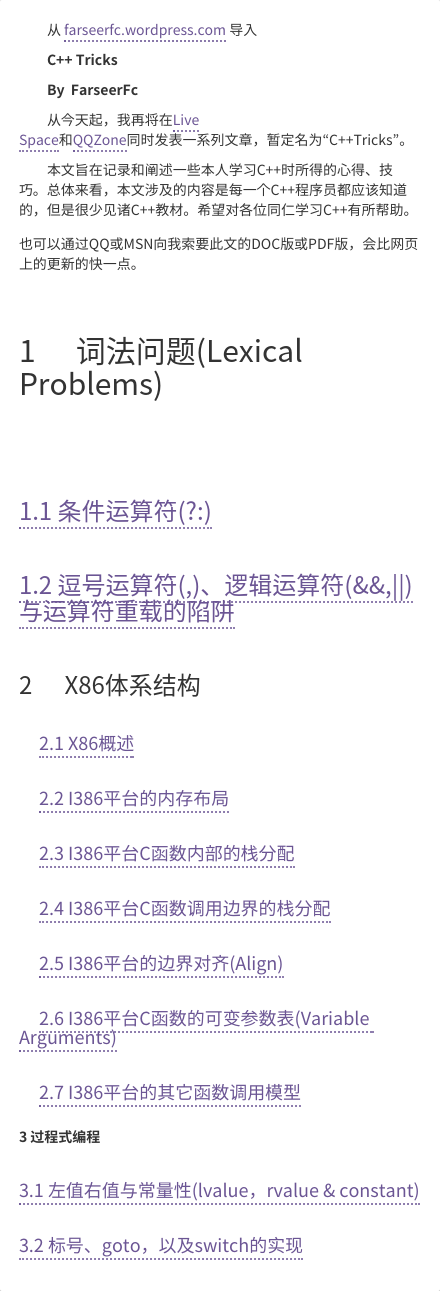 从 farseerfc.wordpress.com 导入
C++ Tricks
By FarseerFc
从今天起，我再将在Live
Space和QQZone同时发表一系列文章，暂定名为“C++Tricks”。
本文旨在记录和阐述一些本人学习C++时所得的心得、技
巧。总体来看，本文涉及的内容是每一个C++程序员都应该知道
的，但是很少见诸C++教材。希望对各位同仁学习C++有所帮助。
也可以通过QQ或MSN向我索要此文的DOC版或PDF版，会比网页
上的更新的快一点。
1 词法问题(Lexical
Problems)
1.1 条件运算符(?:)
1.2 逗号运算符(,)、逻辑运算符(&&,||)
与运算符重载的陷阱
2 X86体系结构
2.1 X86概述
2.2 I386平台的内存布局
2.3 I386平台C函数内部的栈分配
2.4 I386平台C函数调用边界的栈分配
2.5 I386平台的边界对齐(Align)
2.6 I386平台C函数的可变参数表(Variable
Arguments)
2.7 I386平台的其它函数调用模型
3 过程式编程
3.1 左值右值与常量性(lvalue，rvalue & constant)
3.2 标号、goto，以及switch的实现